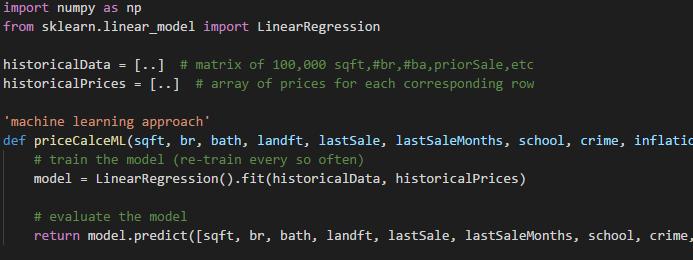 import numpy as np
from sklearn.linear_model import LinearRegression
historicalData = [..]  # matrix of 100,000 sqft,#br,#ba,priorSale,etc
historicalPrices = [..]  # array of prices for each corresponding row
'machine learning approach'
def priceCalceML(sqft, br, bath, landft, lastSale, lastSaleMonths, school, crime, inflatio
    # train the model (re-train every so often)
    model = LinearRegression().fit(historicalData, historicalPrices)
    # evaluate the model
    return model.predict([sqft, br, bath, landft, lastSale, lastSaleMonths, school, crime,